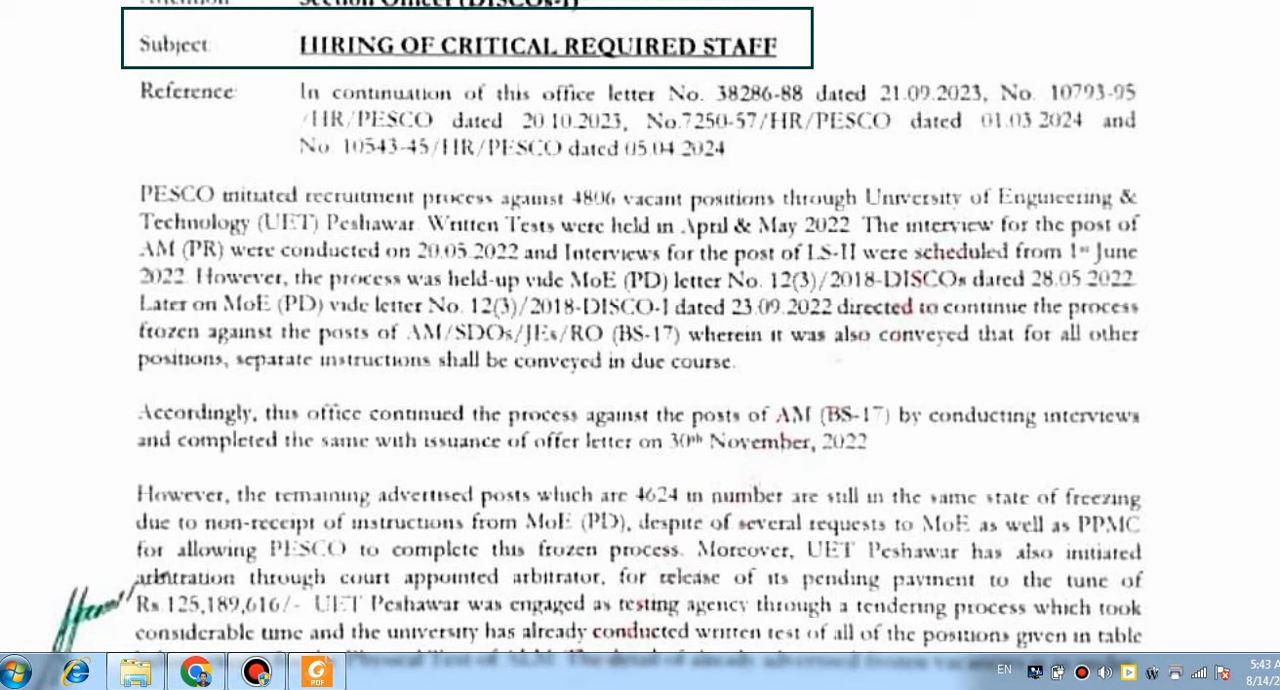 Section Officer (DISCOs-I)
Subject HIRING OF CRITICAL REQUIRED STAFF
Reference In continuation of this office letter No. 38286-88 dated 21.09.2023, No. 10793-95
/HR/PESCO dated 20.10.2023, No.7250-57/HR/PESCO dated 01.03.2024 and
No 10543-45/HR/PESCO dated 05.04.2024
PESCO initiated recruitment process against 4806 vacant positions through University of Engineering &
Technology (UET) Peshawar. Written Tests were held in April & May 2022 The interview for the post of
AM (PR) were conducted on 20.05.2022 and Interviews for the post of LS-II were scheduled from 1st June
2022. However, the process was held-up vide MoE (PD) letter No. 12(3)/2018-DISCOs dated 28.05.2022.
Later on MoE (PD) vide letter No. 12(3)/2018-DISCO-I dated 23.09.2022 directed to continue the process
frozen against the posts of AM/SDOs/JEs/RO (BS-17) wherein it was also conveyed that for all other
positions, separate instructions shall be conveyed in due course.
Accordingly, this office continued the process against the posts of AM (BS-17) by conducting interviews
and completed the same with issuance of offer letter on 30th November, 2022
However, the remaining advertised posts which are 4624 in number are still in the same state of freezing
due to non-receipt of instructions from MoE (PD), despite of several requests to MoE as well as PPMC
for allowing PESCO to complete this frozen process. Moreover, UET Peshawar has also initiated
arbitration through court appointed arbitrator, for release of its pending payment to the tune of
Rs.125,189,616/- UET Peshawar was engaged as testing agency through a tendering process which took
considerable time and the university has already conducted written test of all of the positions given in table
PDF
EN
5:43 A
8/14/2